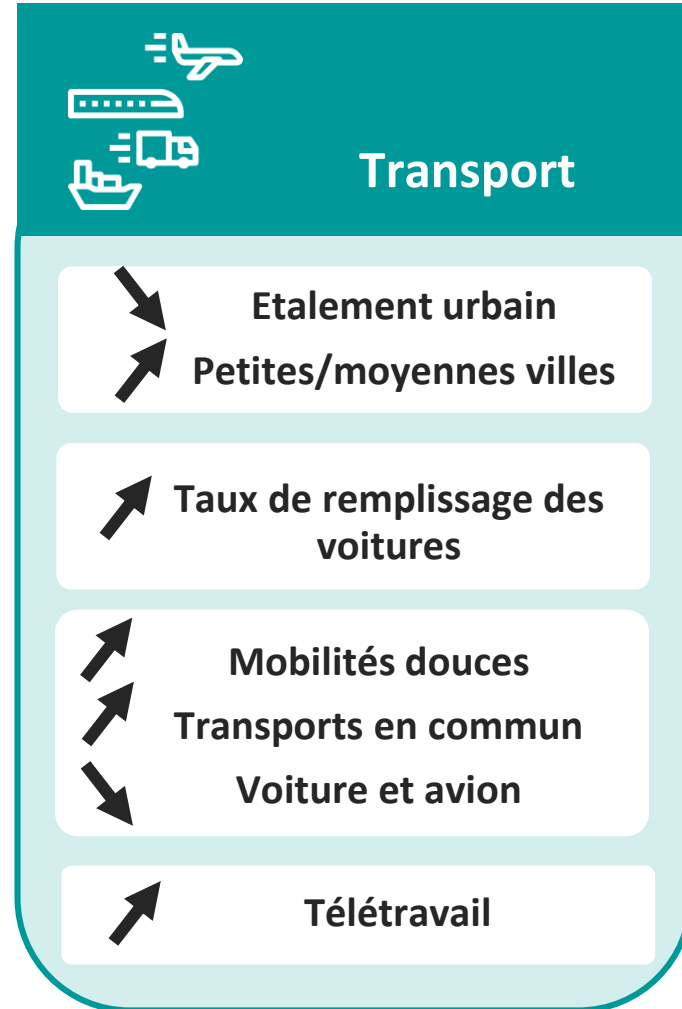 Transport
Etalement urbain
Petites/moyennes villes
Taux de remplissage des
voitures
Mobilités douces
Transports en commun
Voiture et avion
Télétravail